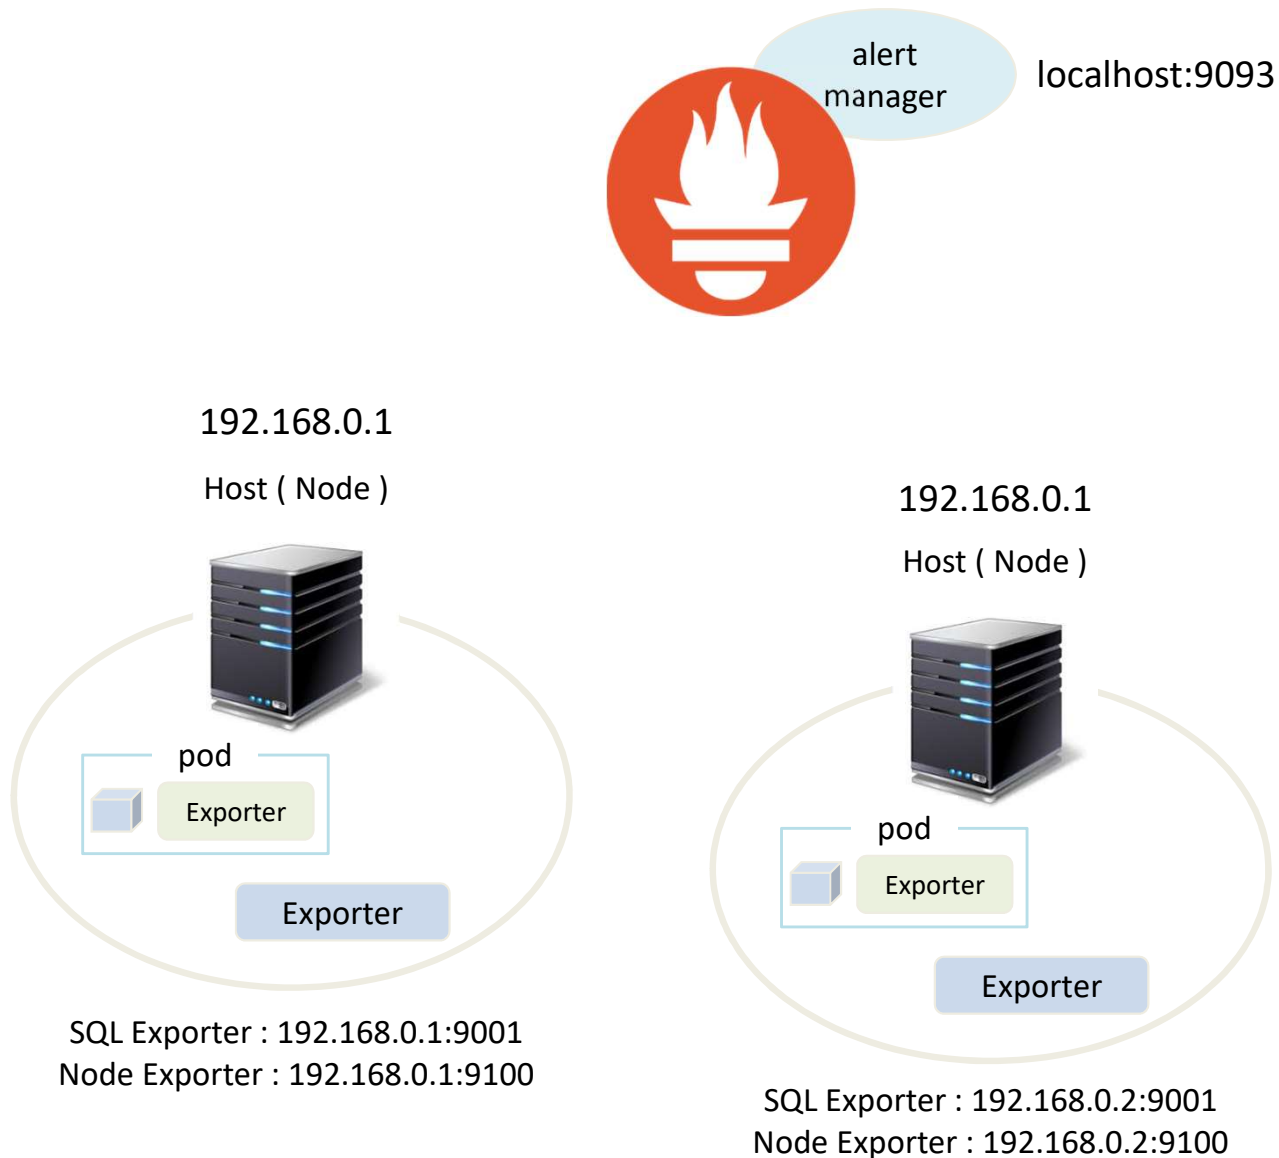 alert
manager
localhost:9093
192.168.0.1
Host ( Node )
pod
Exporter
Exporter
SQL Exporter : 192.168.0.1:9001
Node Exporter : 192.168.0.1:9100
192.168.0.1
Host ( Node )
pod
Exporter
Exporter
SQL Exporter : 192.168.0.2:9001
Node Exporter : 192.168.0.2:9100